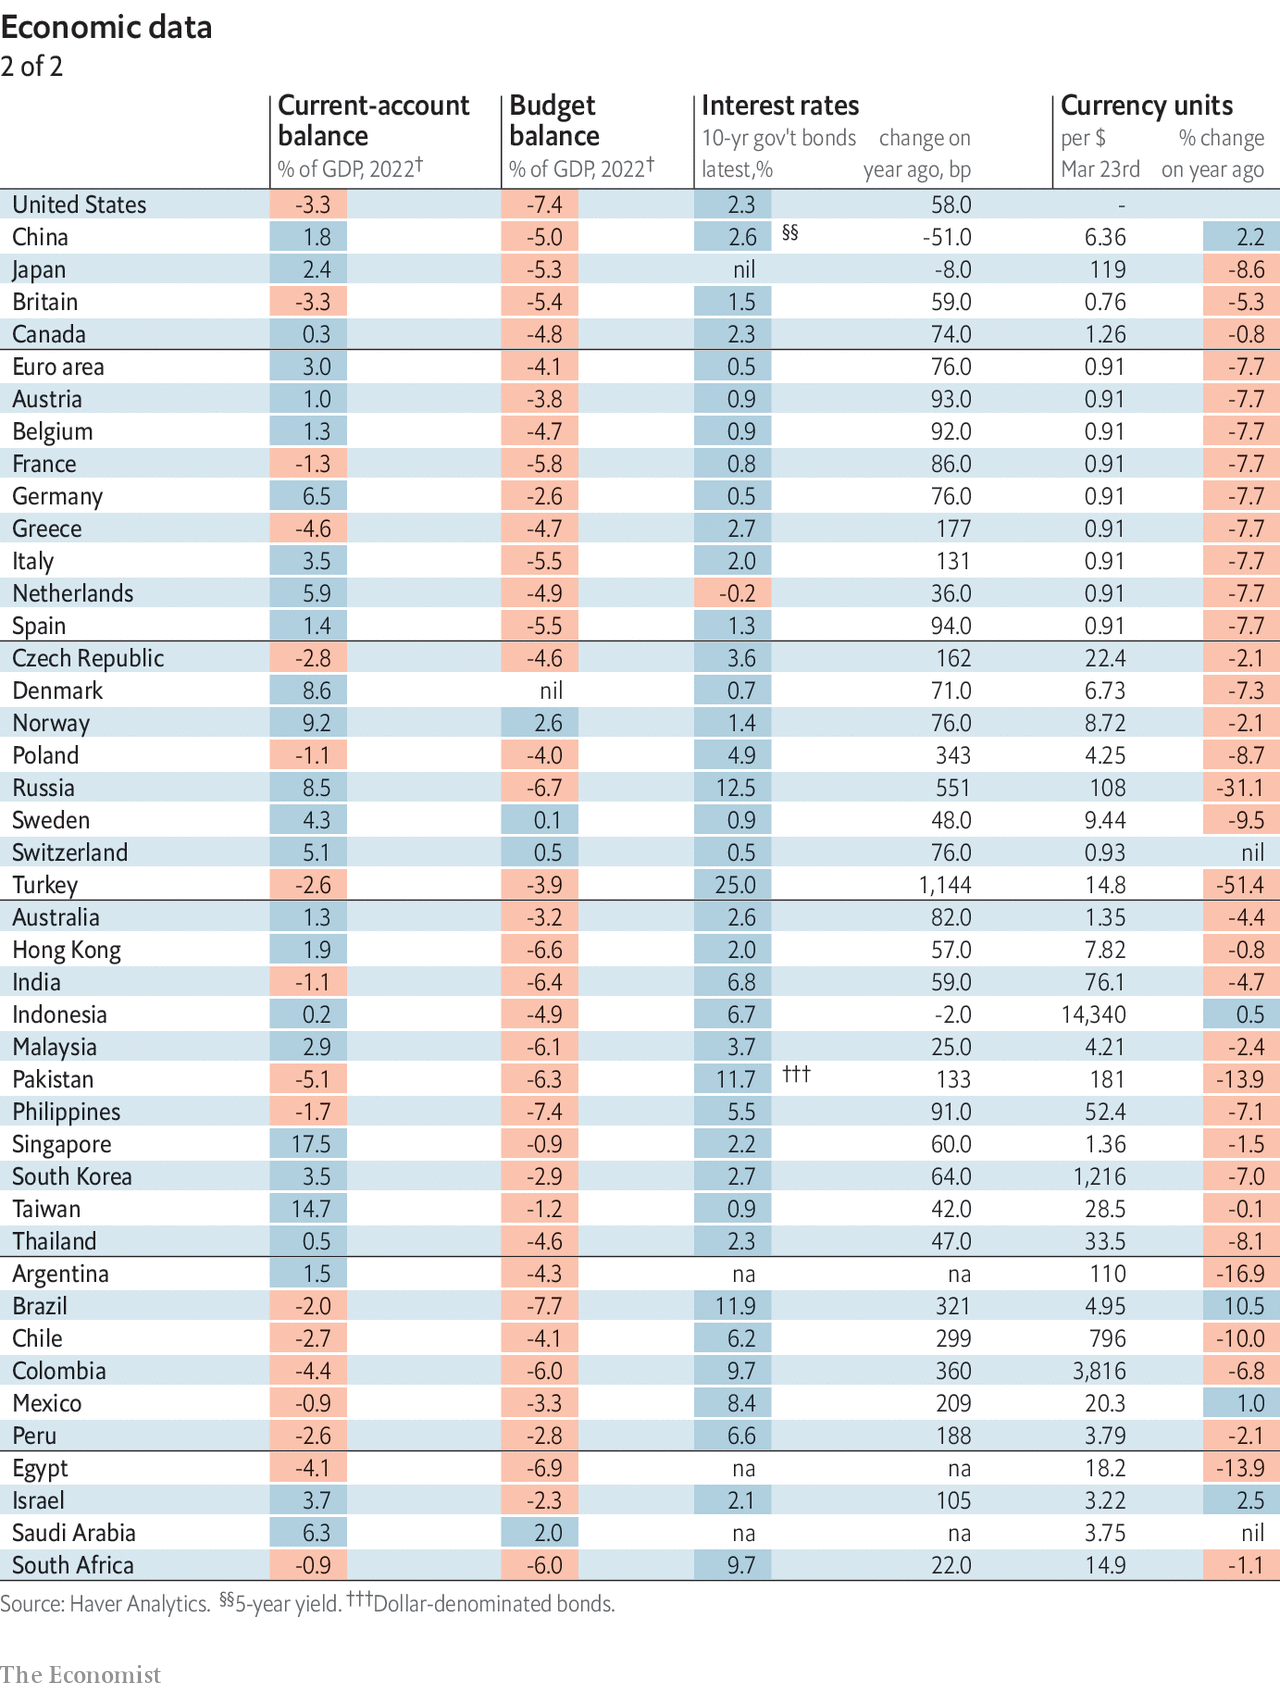 Economic data
2 of 2
Current-account balance % of GDP, 2022† Budget balance % of GDP, 2022† Interest rates 10-yr gov't bonds latest,% change on year ago, bp Currency units per $ Mar 23rd % change on year ago
United States -3.3 -7.4 2.3 58.0 -
China 1.8 -5.0 2.6 §§ -51.0 6.36 2.2
Japan 2.4 -5.3 nil -8.0 119 -8.6
Britain -3.3 -5.4 1.5 59.0 0.76 -5.3
Canada 0.3 -4.8 2.3 74.0 1.26 -0.8
Euro area 3.0 -4.1 0.5 76.0 0.91 -7.7
Austria 1.0 -3.8 0.9 93.0 0.91 -7.7
Belgium 1.3 -4.7 0.9 92.0 0.91 -7.7
France -1.3 -5.8 0.8 86.0 0.91 -7.7
Germany 6.5 -2.6 0.5 76.0 0.91 -7.7
Greece -4.6 -4.7 2.7 177 0.91 -7.7
Italy 3.5 -5.5 2.0 131 0.91 -7.7
Netherlands 5.9 -4.9 -0.2 36.0 0.91 -7.7
Spain 1.4 -5.5 1.3 94.0 0.91 -7.7
Czech Republic -2.8 -4.6 3.6 162 22.4 -2.1
Denmark 8.6 nil 0.7 71.0 6.73 -7.3
Norway 9.2 2.6 1.4 76.0 8.72 -2.1
Poland -1.1 -4.0 4.9 343 4.25 -8.7
Russia 8.5 -6.7 12.5 551 108 -31.1
Sweden 4.3 0.1 0.9 48.0 9.44 -9.5
Switzerland 5.1 0.5 0.5 76.0 0.93 nil
Turkey -2.6 -3.9 25.0 1,144 14.8 -51.4
Australia 1.3 -3.2 2.6 82.0 1.35 -4.4
Hong Kong 1.9 -6.6 2.0 57.0 7.82 -0.8
India -1.1 -6.4 6.8 59.0 76.1 -4.7
Indonesia 0.2 -4.9 6.7 -2.0 14,340 0.5
Malaysia 2.9 -6.1 3.7 25.0 4.21 -2.4
Pakistan -5.1 -6.3 11.7 ††† 133 181 -13.9
Philippines -1.7 -7.4 5.5 91.0 52.4 -7.1
Singapore 17.5 -0.9 2.2 60.0 1.36 -1.5
South Korea 3.5 -2.9 2.7 64.0 1,216 -7.0
Taiwan 14.7 -1.2 0.9 42.0 28.5 -0.1
Thailand 0.5 -4.6 2.3 47.0 33.5 -8.1
Argentina 1.5 -4.3 na na 110 -16.9
Brazil -2.0 -7.7 11.9 321 4.95 10.5
Chile -2.7 -4.1 6.2 299 796 -10.0
Colombia -4.4 -6.0 9.7 360 3,816 -6.8
Mexico -0.9 -3.3 8.4 209 20.3 1.0
Peru -2.6 -2.8 6.6 188 3.79 -2.1
Egypt -4.1 -6.9 na na 18.2 -13.9
Israel 3.7 -2.3 2.1 105 3.22 2.5
Saudi Arabia 6.3 2.0 na na 3.75 nil
South Africa -0.9 -6.0 9.7 22.0 14.9 -1.1
Source: Haver Analytics. §§5-year yield. †††Dollar-denominated bonds.
The Economist